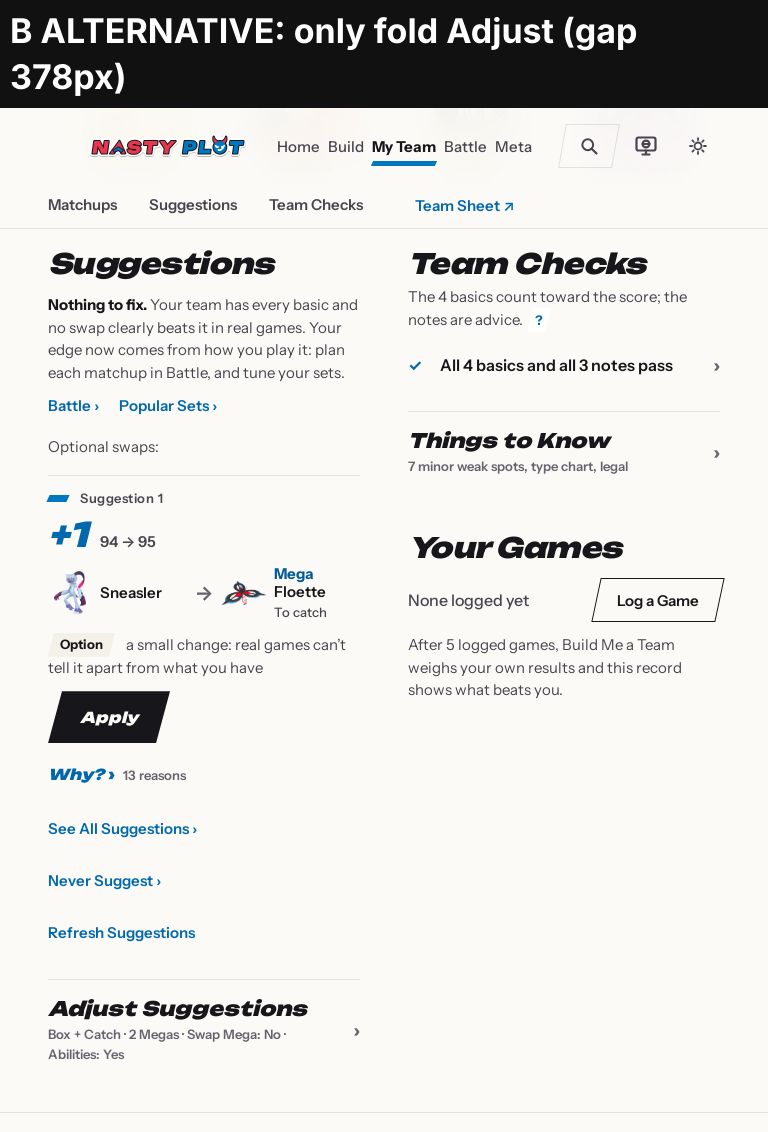 B ALTERNATIVE: only fold Adjust (gap
378px)
NASTY PLOT
Home Build My Team Battle Meta
Matchups Suggestions Team Checks Team Sheet ↗
Suggestions
Nothing to fix. Your team has every basic and
no swap clearly beats it in real games. Your
edge now comes from how you play it: plan
each matchup in Battle, and tune your sets.
Battle › Popular Sets ›
Optional swaps:
Suggestion 1
+1 94 → 95
Sneasler → Mega
Floette
To catch
Option a small change: real games can’t
tell it apart from what you have
Apply
Why? › 13 reasons
See All Suggestions ›
Never Suggest ›
Refresh Suggestions
Adjust Suggestions ›
Box + Catch · 2 Megas · Swap Mega: No ·
Abilities: Yes
Team Checks
The 4 basics count toward the score; the
notes are advice. ?
✓ All 4 basics and all 3 notes pass ›
Things to Know ›
7 minor weak spots, type chart, legal
Your Games
None logged yet Log a Game
After 5 logged games, Build Me a Team
weighs your own results and this record
shows what beats you.